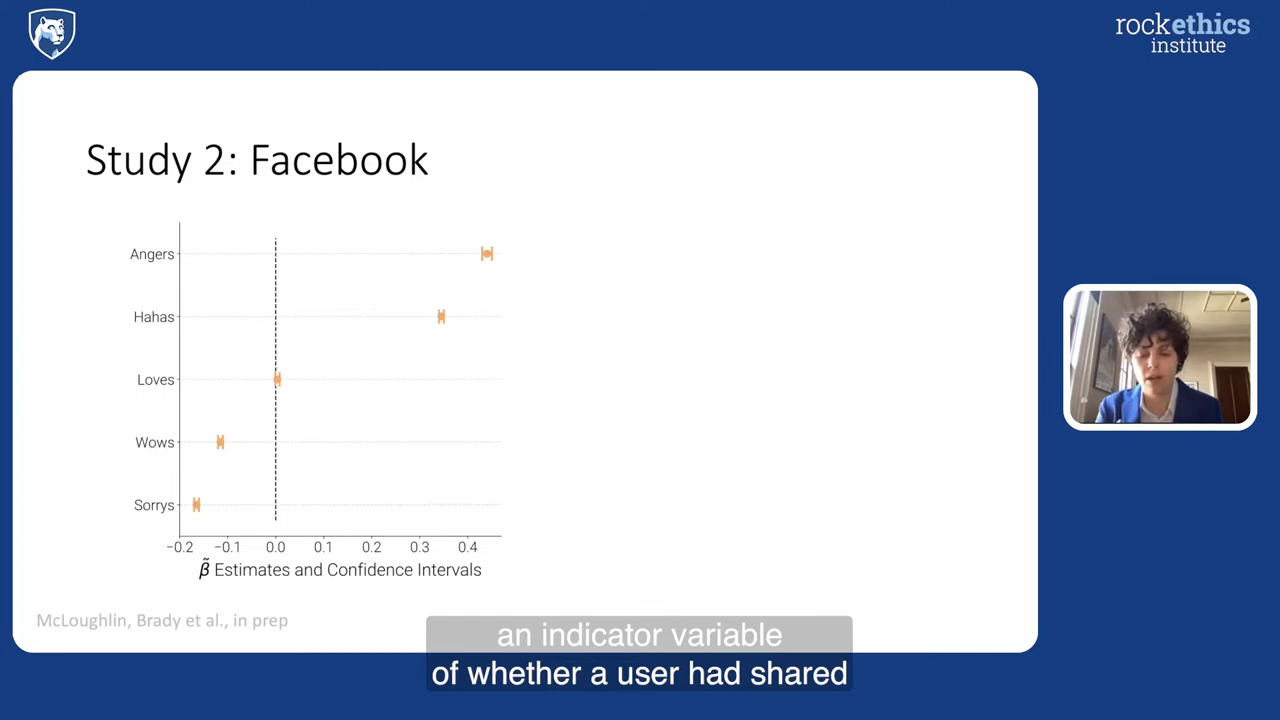 rockethics
institute
Study 2: Facebook
Angers
Hahas
Loves
Wows
Sorrys
−0.2 −0.1 0.0 0.1 0.2 0.3 0.4
β̃ Estimates and Confidence Intervals
McLoughlin, Brady et al., in prep
an indicator variable
of whether a user had shared